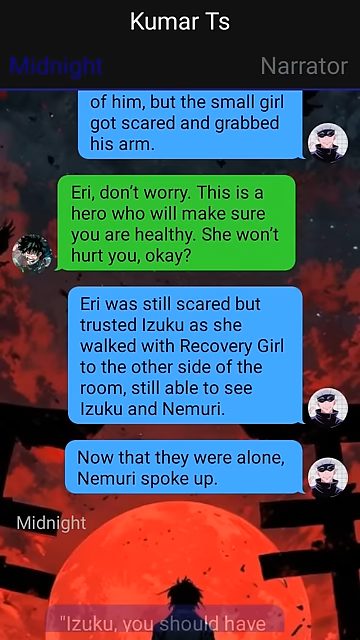 Kumar Ts
Midnight
Narrator
of him, but the small girl
got scared and grabbed
his arm.
Eri, don't worry. This is a
hero who will make sure
you are healthy. She won't
hurt you, okay?
Eri was still scared but
trusted Izuku as she
walked with Recovery Girl
to the other side of the
room, still able to see
Izuku and Nemuri.
Now that they were alone,
Nemuri spoke up.
Midnight
"Izuku, you should have